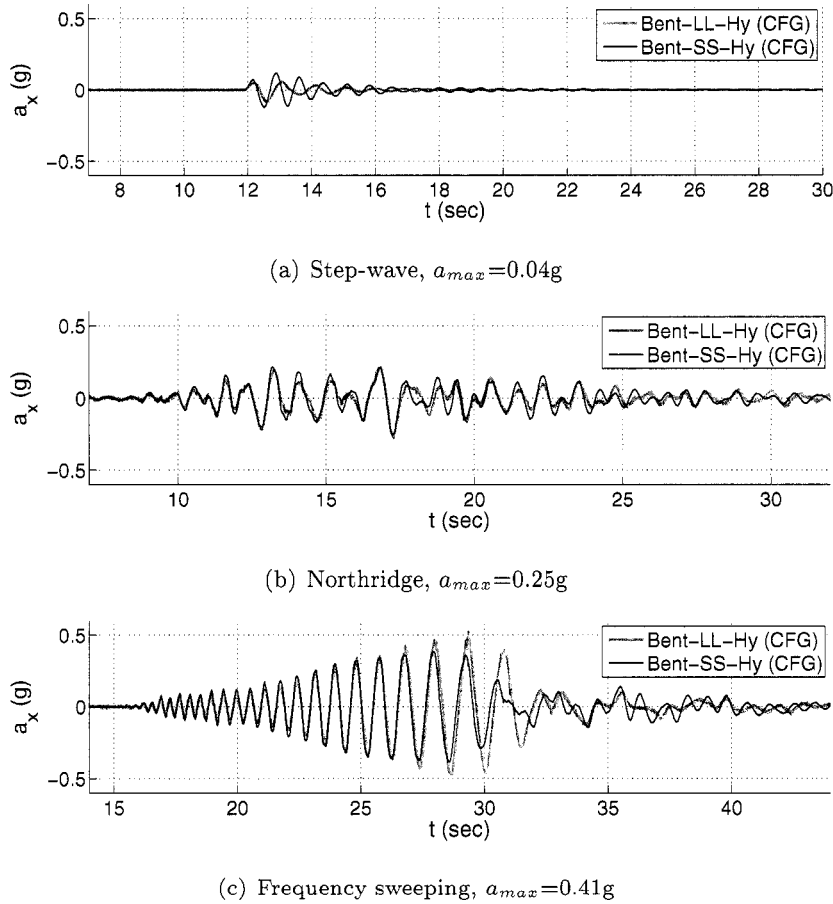 0.5
0
−0.5
a_x (g)
Bent−LL−Hy (CFG)
Bent−SS−Hy (CFG)
8 10 12 14 16 18 20 22 24 26 28 30
t (sec)
(a) Step-wave, a_max=0.04g
0.5
0
−0.5
a_x (g)
Bent−LL−Hy (CFG)
Bent−SS−Hy (CFG)
10 15 20 25 30
t (sec)
(b) Northridge, a_max=0.25g
0.5
0
−0.5
a_x (g)
Bent−LL−Hy (CFG)
Bent−SS−Hy (CFG)
15 20 25 30 35 40
t (sec)
(c) Frequency sweeping, a_max=0.41g